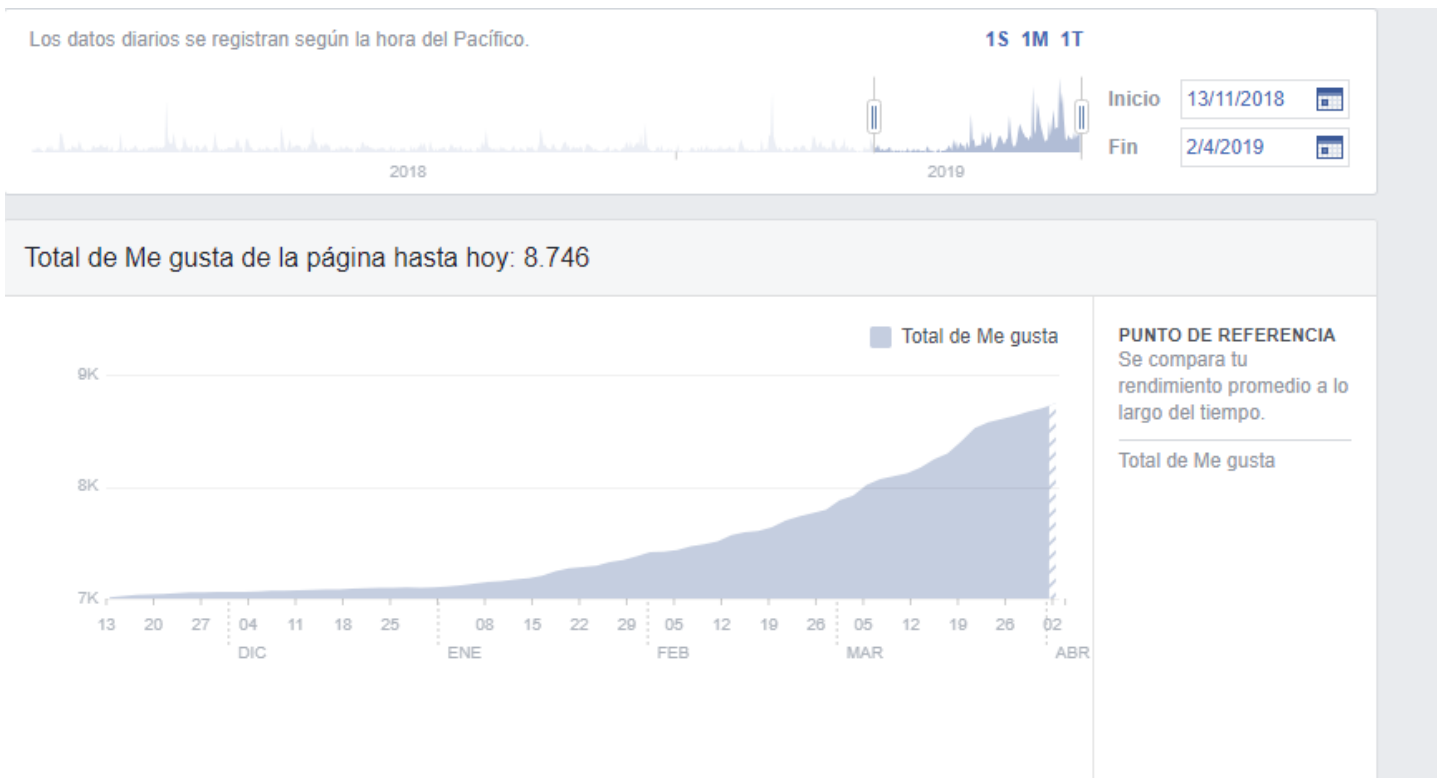 Los datos diarios se registran según la hora del Pacífico.
1S 1M 1T
Inicio 13/11/2018
Fin 2/4/2019
2018 2019
Total de Me gusta de la página hasta hoy: 8.746
Total de Me gusta
9K
8K
7K
13 20 27 04 11 18 25 08 15 22 29 05 12 19 26 05 12 19 26 02
DIC ENE FEB MAR ABR
PUNTO DE REFERENCIA
Se compara tu
rendimiento promedio a lo
largo del tiempo.
Total de Me gusta